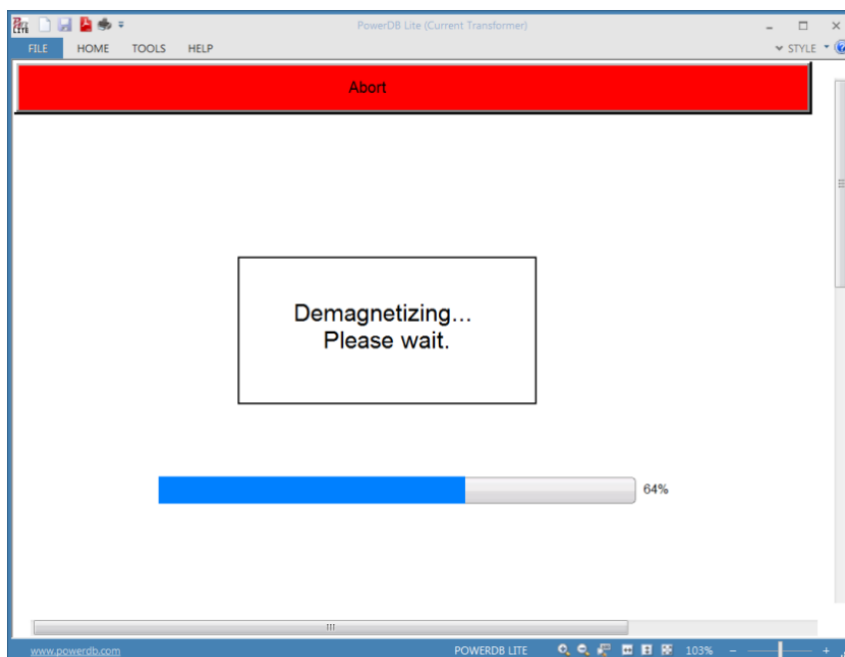 PowerDB Lite (Current Transformer)
FILE HOME TOOLS HELP STYLE
Abort
Demagnetizing...
Please wait.
64%
www.powerdb.com POWERDB LITE 103%